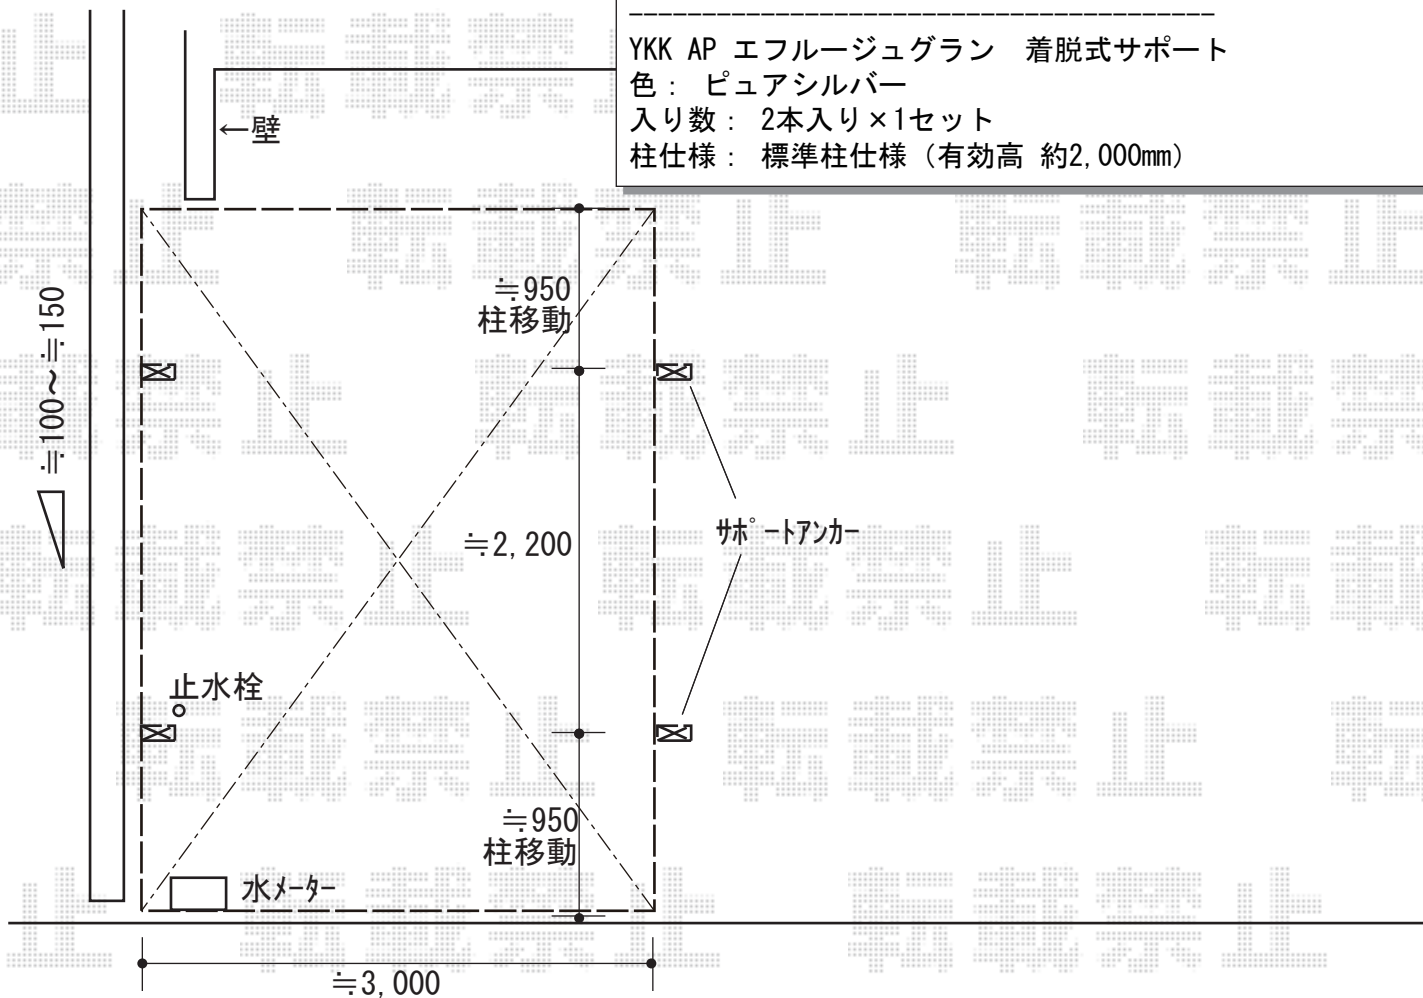 YKK AP エフルージュグラン　着脱式サポート
色： ピュアシルバー
入り数： 2本入り×1セット
柱仕様： 標準柱仕様（有効高 約2,000mm）
←壁
≒950
柱移動
≒100～≒150
≒2,200
ｻﾎﾟｰﾄｱﾝｶｰ
止水栓
≒950
柱移動
水ﾒｰﾀｰ
≒3,000
転載禁止